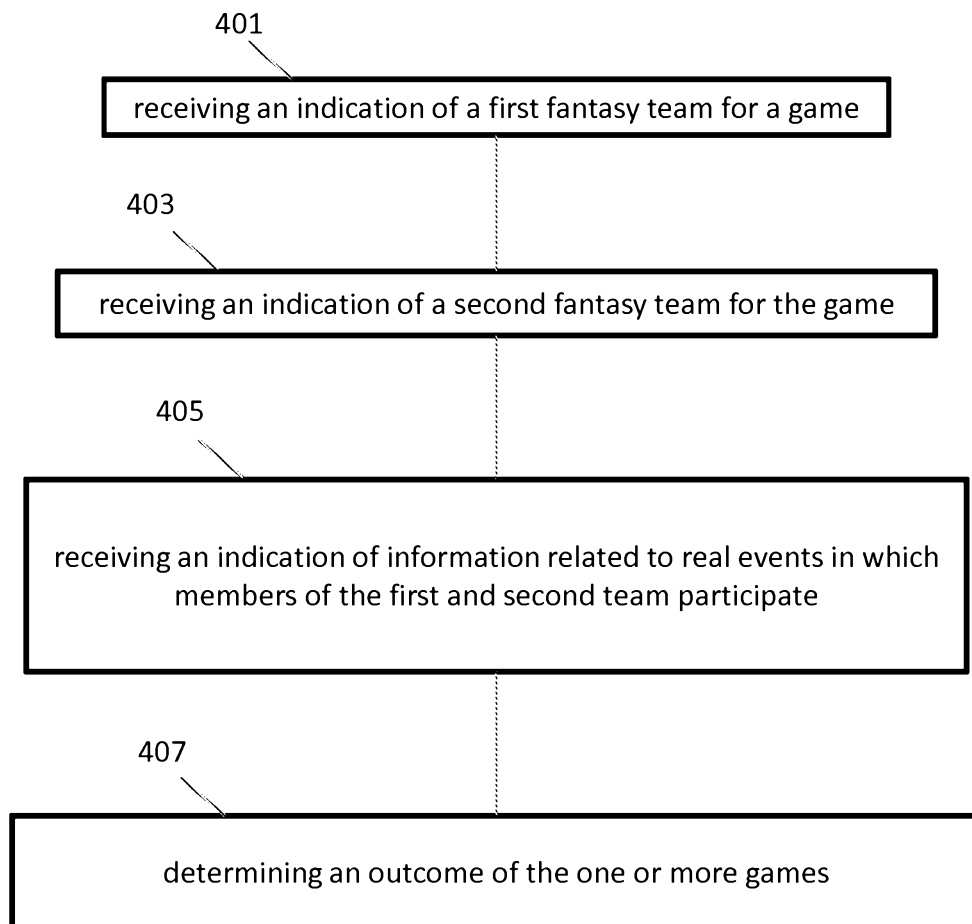 401
receiving an indication of a first fantasy team for a game
403
receiving an indication of a second fantasy team for the game
405
receiving an indication of information related to real events in which
members of the first and second team participate
407
determining an outcome of the one or more games